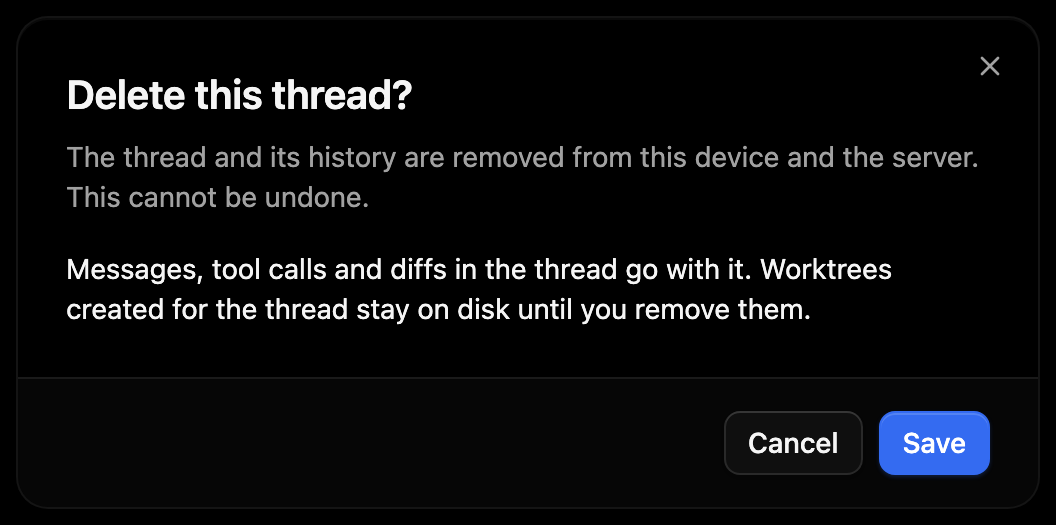 Delete this thread?
The thread and its history are removed from this device and the server.
This cannot be undone.
Messages, tool calls and diffs in the thread go with it. Worktrees
created for the thread stay on disk until you remove them.
Cancel
Save